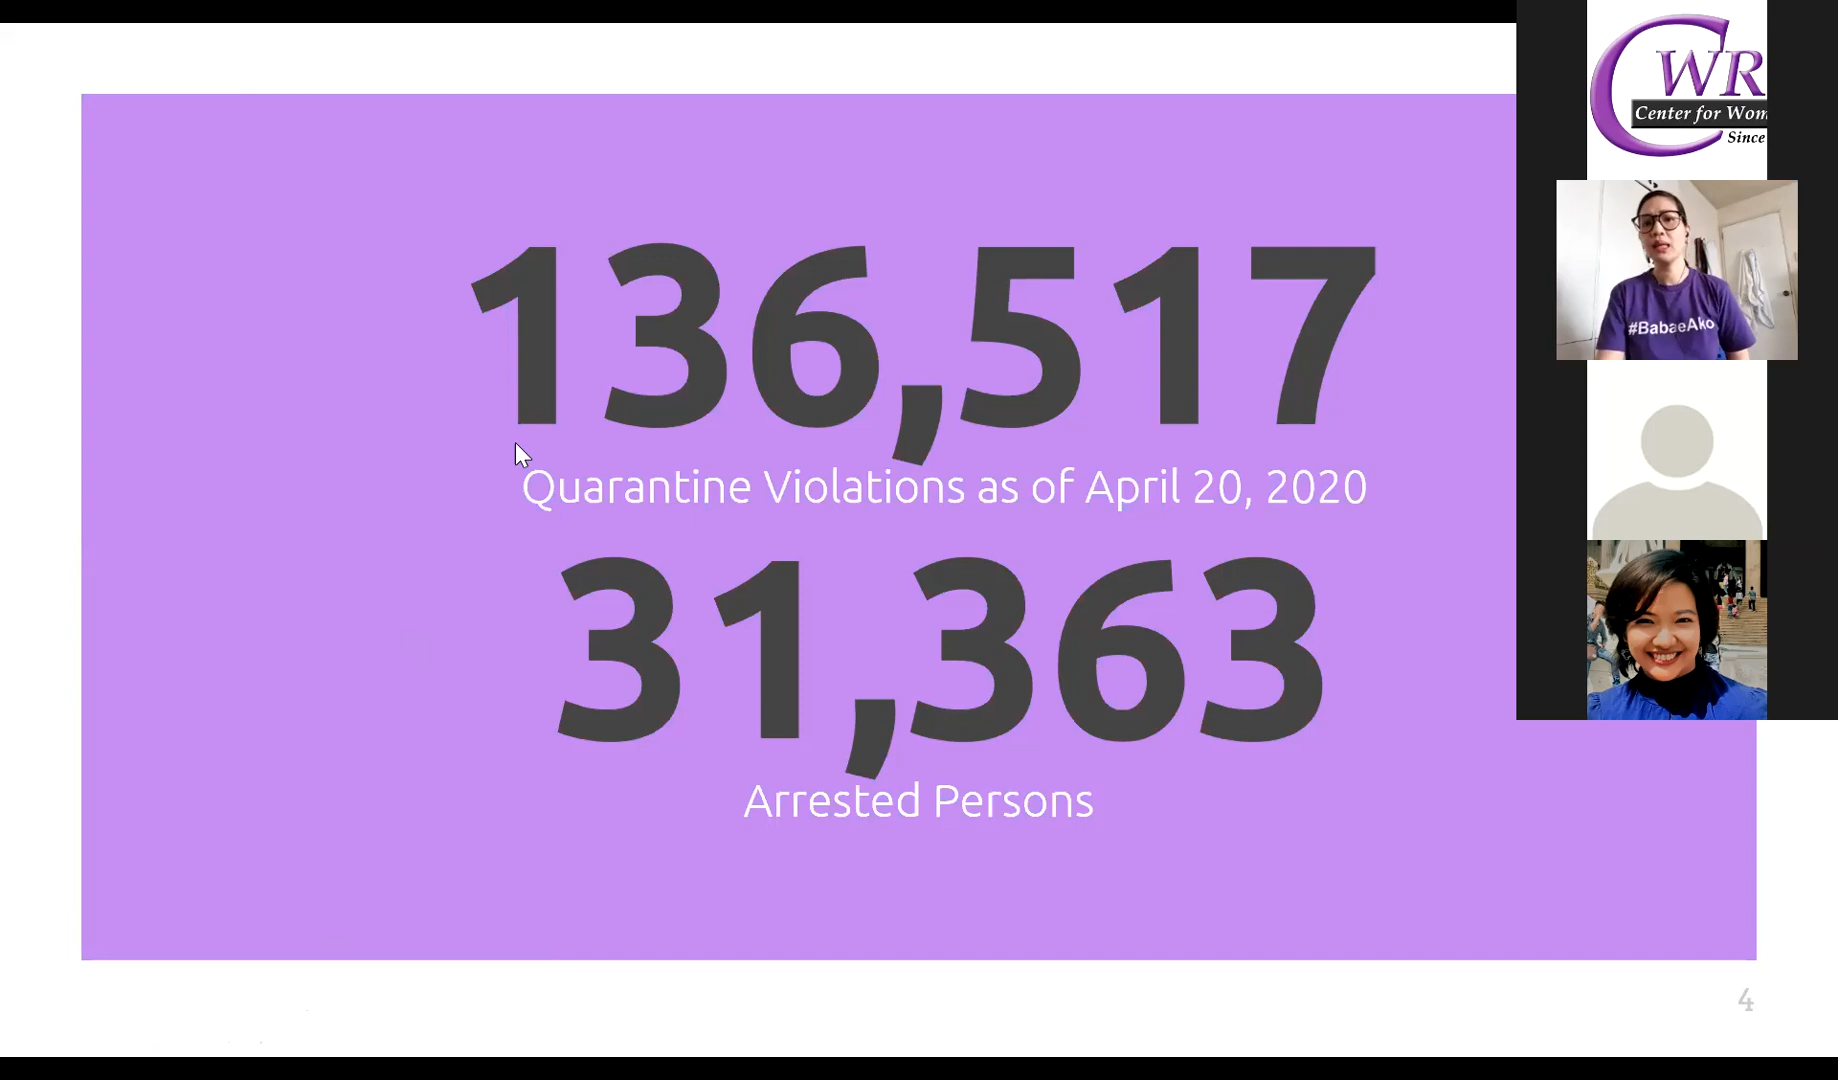 136,517
Quarantine Violations as of April 20, 2020
31,363
Arrested Persons
4
CWR
Center for Wom
Since
#BabaeAko